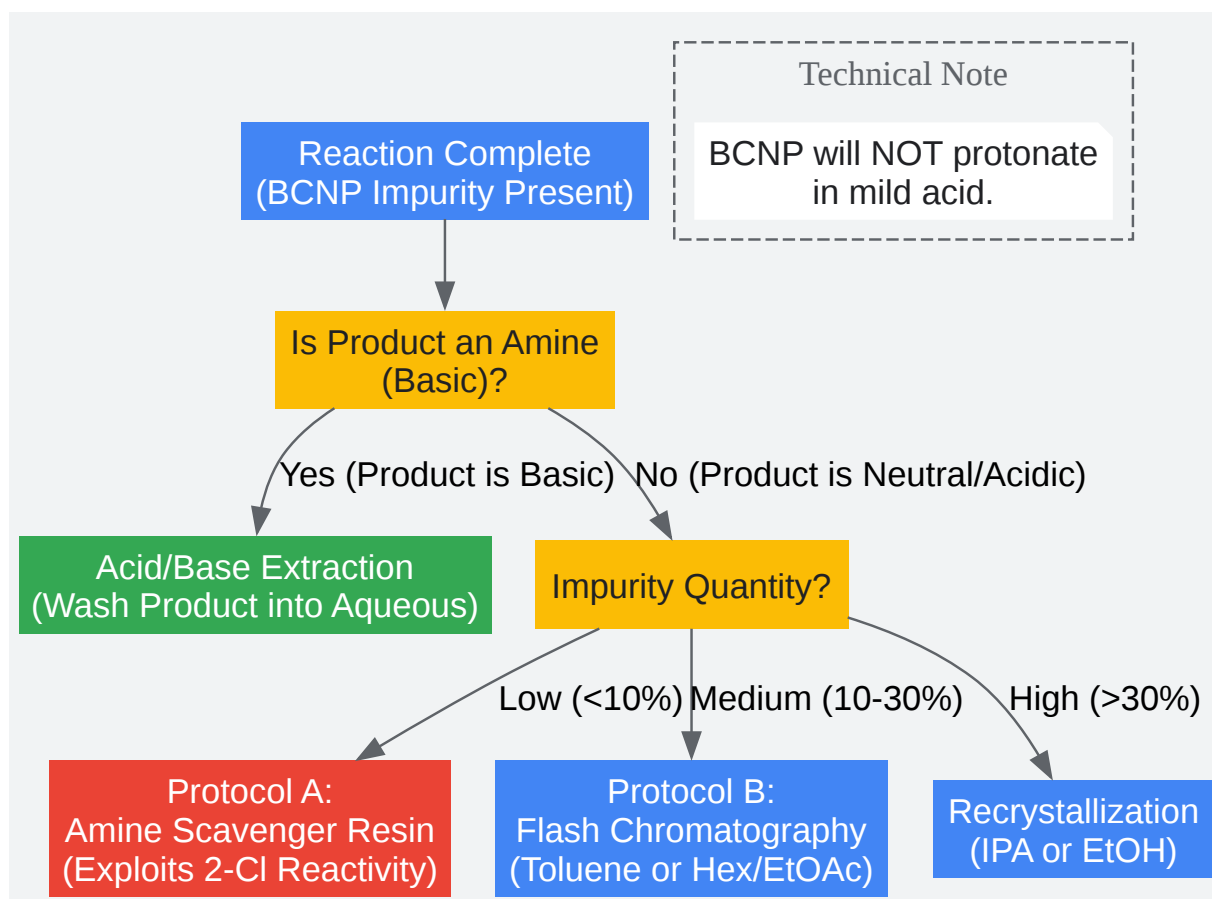 Technical Note
BCNP will NOT protonate
in mild acid.
Reaction Complete
(BCNP Impurity Present)
Is Product an Amine
(Basic)?
Yes (Product is Basic)
No (Product is Neutral/Acidic)
Acid/Base Extraction
(Wash Product into Aqueous)
Impurity Quantity?
Low (<10%)
Medium (10-30%)
High (>30%)
Protocol A:
Amine Scavenger Resin
(Exploits 2-Cl Reactivity)
Protocol B:
Flash Chromatography
(Toluene or Hex/EtOAc)
Recrystallization
(IPA or EtOH)